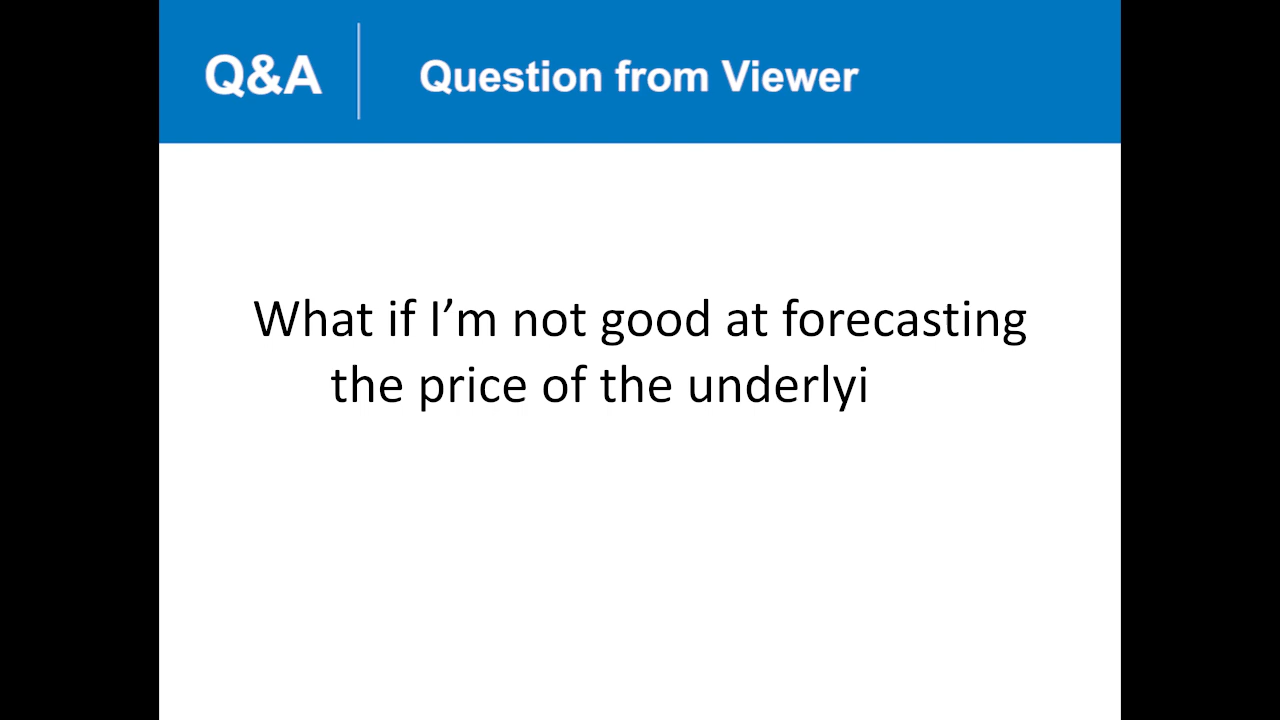 Q&A
Question from Viewer
What if I’m not good at forecasting
the price of the underlyi